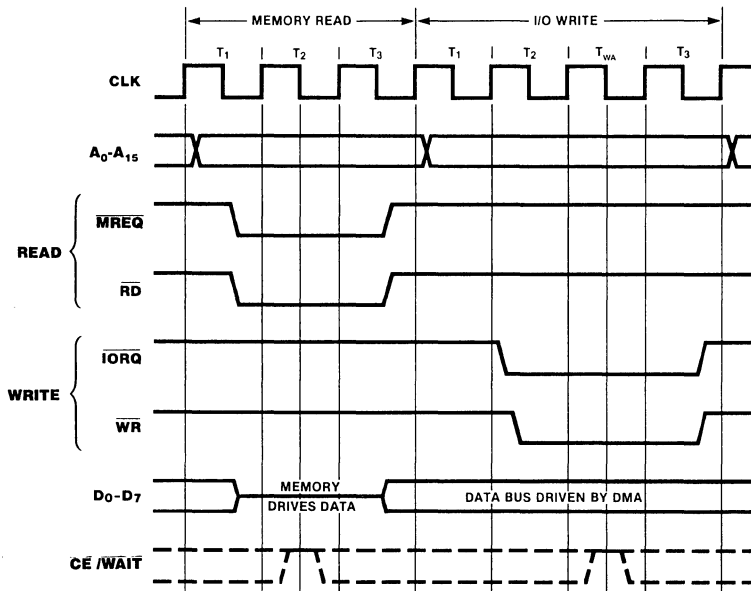 MEMORY READ I/O WRITE
T1 T2 T3 T1 T2 TWA T3
CLK
A0-A15
READ
MREQ
RD
WRITE
IORQ
WR
D0-D7 MEMORY DRIVES DATA DATA BUS DRIVEN BY DMA
CE/WAIT